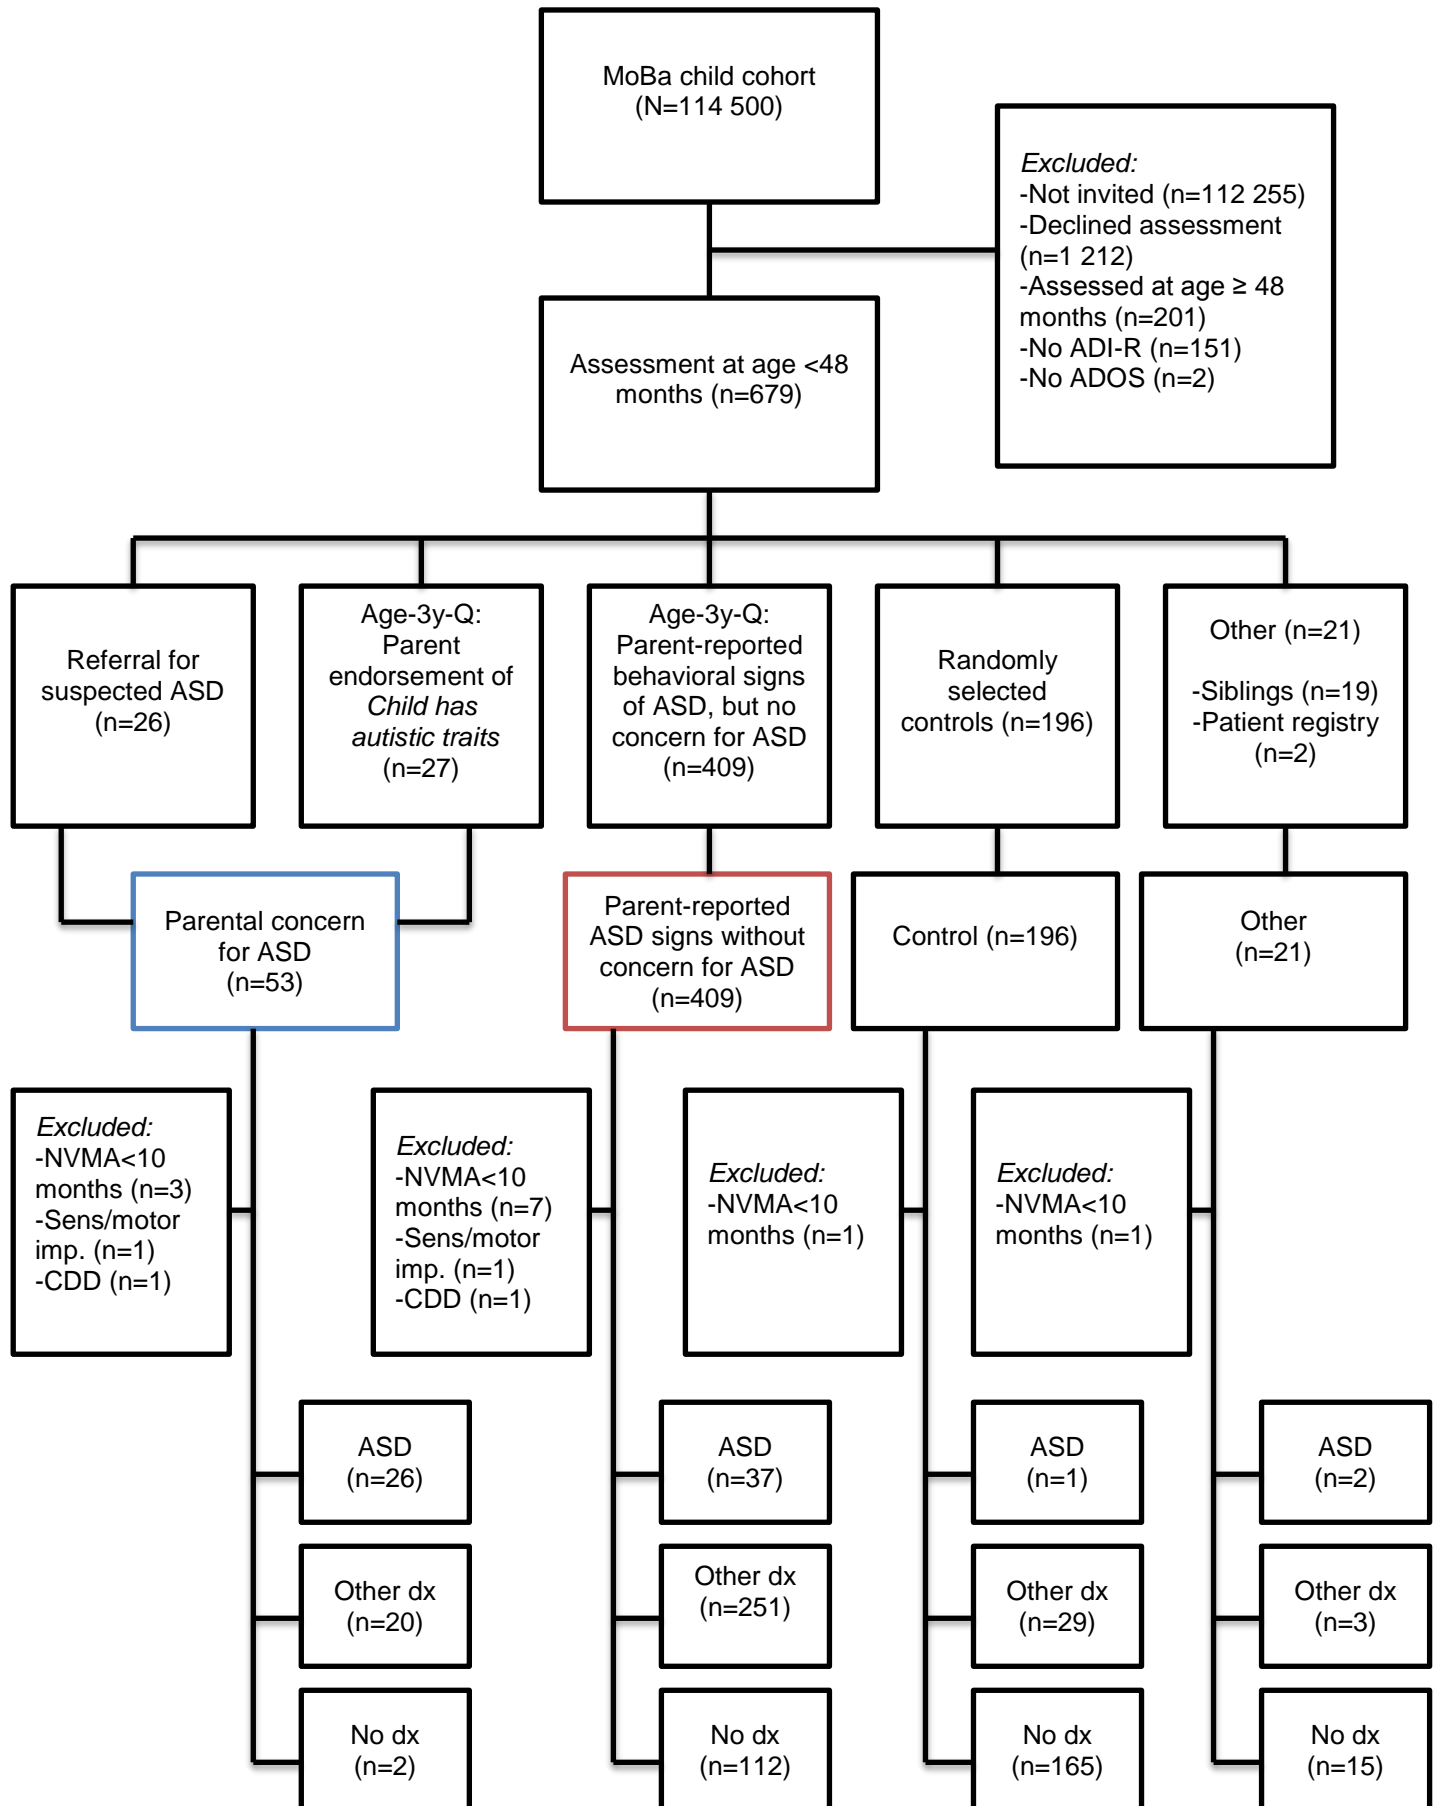 MoBa child cohort
(N=114 500)
Excluded:
-Not invited (n=112 255)
-Declined assessment
(n=1 212)
-Assessed at age ≥ 48
months (n=201)
-No ADI-R (n=151)
-No ADOS (n=2)
Assessment at age <48
months (n=679)
Referral for
suspected ASD
(n=26)
Age-3y-Q:
Parent
endorsement of
Child has
autistic traits
(n=27)
Age-3y-Q:
Parent-reported
behavioral signs
of ASD, but no
concern for ASD
(n=409)
Randomly
selected
controls (n=196)
Other (n=21)
-Siblings (n=19)
-Patient registry
(n=2)
Parental concern
for ASD
(n=53)
Parent-reported
ASD signs without
concern for ASD
(n=409)
Control (n=196)
Other
(n=21)
Excluded:
-NVMA<10
months (n=3)
-Sens/motor
imp. (n=1)
-CDD (n=1)
Excluded:
-NVMA<10
months (n=7)
-Sens/motor
imp. (n=1)
-CDD (n=1)
Excluded:
-NVMA<10
months (n=1)
Excluded:
-NVMA<10
months (n=1)
ASD
(n=26)
ASD
(n=37)
ASD
(n=1)
ASD
(n=2)
Other dx
(n=20)
Other dx
(n=251)
Other dx
(n=29)
Other dx
(n=3)
No dx
(n=2)
No dx
(n=112)
No dx
(n=165)
No dx
(n=15)